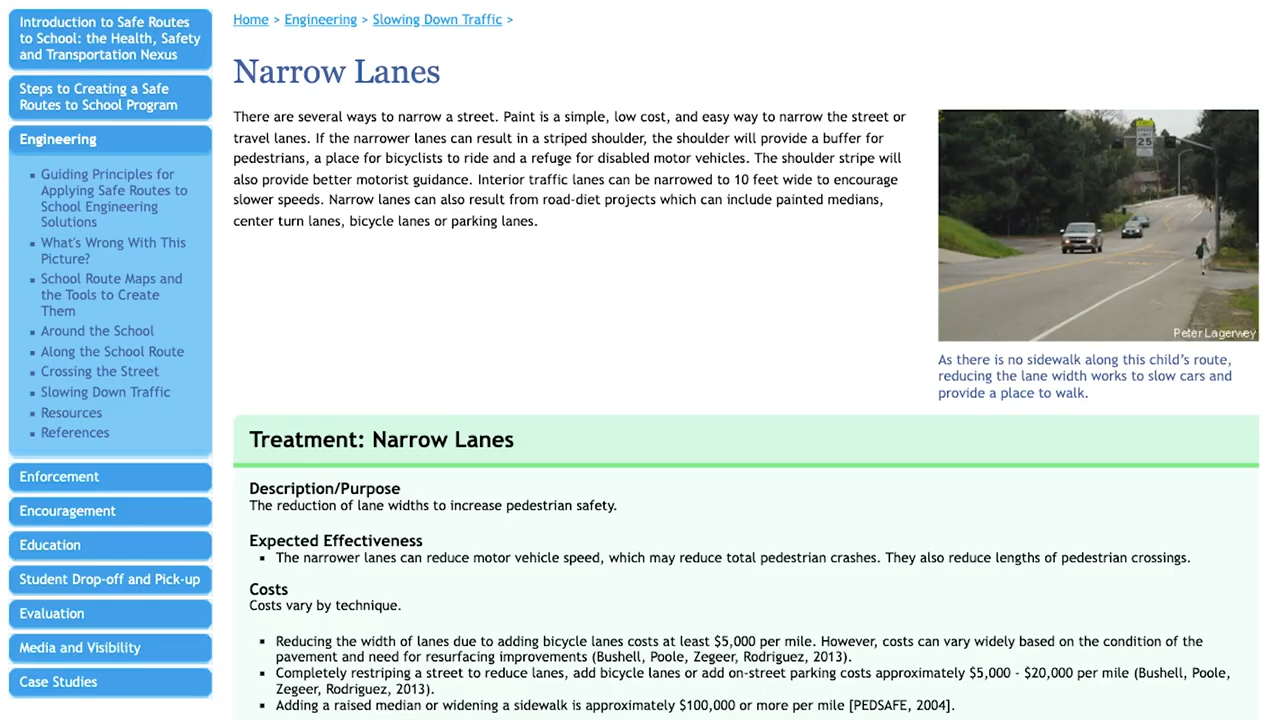 Introduction to Safe Routes
to School: the Health, Safety
and Transportation Nexus
Steps to Creating a Safe
Routes to School Program
Engineering
Guiding Principles for
Applying Safe Routes to
School Engineering
Solutions
What's Wrong With This
Picture?
School Route Maps and
the Tools to Create
Them
Around the School
Along the School Route
Crossing the Street
Slowing Down Traffic
Resources
References
Enforcement
Encouragement
Education
Student Drop-off and Pick-up
Evaluation
Media and Visibility
Case Studies
Home > Engineering > Slowing Down Traffic >
Narrow Lanes
There are several ways to narrow a street. Paint is a simple, low cost, and easy way to narrow the street or
travel lanes. If the narrower lanes can result in a striped shoulder, the shoulder will provide a buffer for
pedestrians, a place for bicyclists to ride and a refuge for disabled motor vehicles. The shoulder stripe will
also provide better motorist guidance. Interior traffic lanes can be narrowed to 10 feet wide to encourage
slower speeds. Narrow lanes can also result from road-diet projects which can include painted medians,
center turn lanes, bicycle lanes or parking lanes.
25
Peter Lagerwey
As there is no sidewalk along this child's route,
reducing the lane width works to slow cars and
provide a place to walk.
Treatment: Narrow Lanes
Description/Purpose
The reduction of lane widths to increase pedestrian safety.
Expected Effectiveness
The narrower lanes can reduce motor vehicle speed, which may reduce total pedestrian crashes. They also reduce lengths of pedestrian crossings.
Costs
Costs vary by technique.
Reducing the width of lanes due to adding bicycle lanes costs at least $5,000 per mile. However, costs can vary widely based on the condition of the
pavement and need for resurfacing improvements (Bushell, Poole, Zegeer, Rodriguez, 2013).
Completely restriping a street to reduce lanes, add bicycle lanes or add on-street parking costs approximately $5,000 - $20,000 per mile (Bushell, Poole,
Zegeer, Rodriguez, 2013).
Adding a raised median or widening a sidewalk is approximately $100,000 or more per mile [PEDSAFE, 2004].